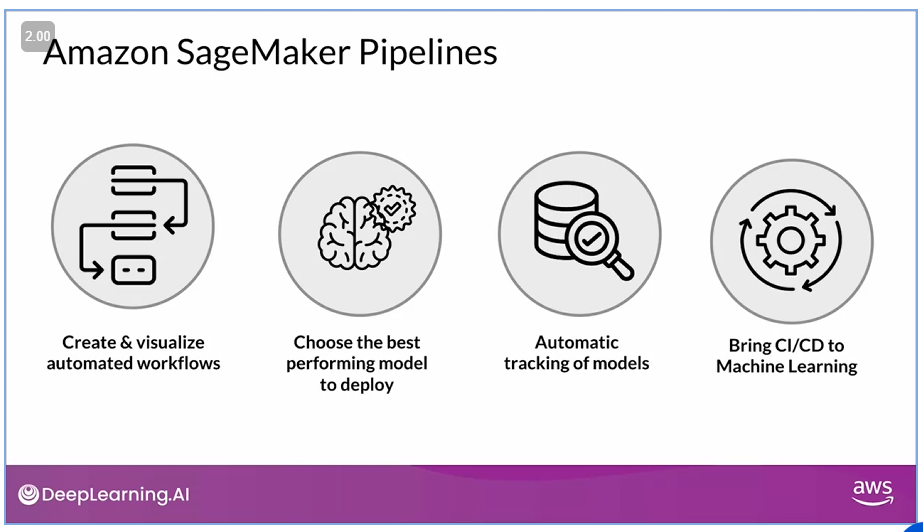 2.00
Amazon SageMaker Pipelines
Create & visualize
automated workflows
Choose the best
performing model
to deploy
Automatic
tracking of models
Bring CI/CD to
Machine Learning
DeepLearning.AI
aws